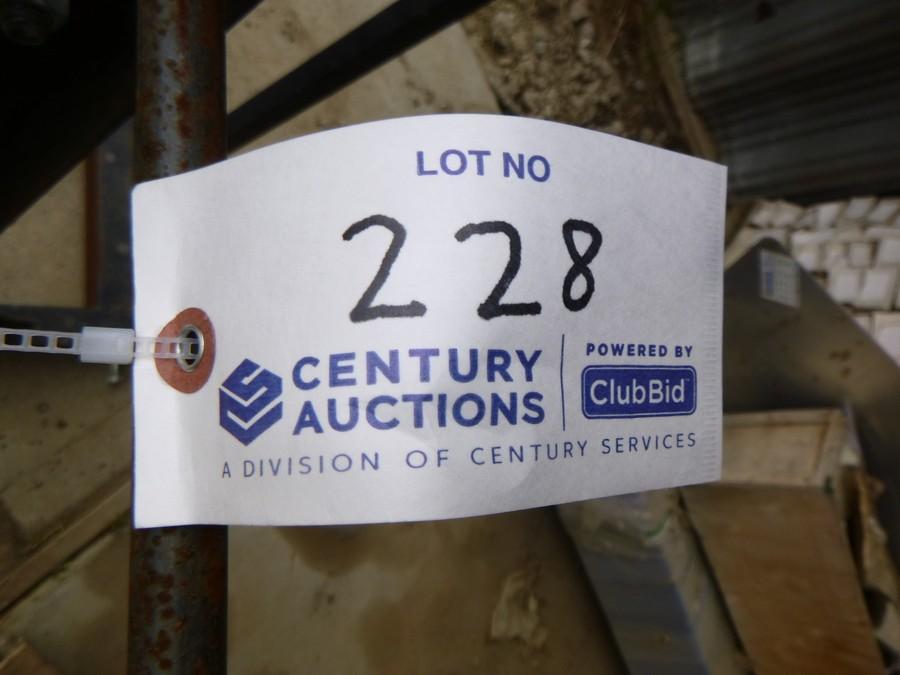 LOT NO
228
CENTURY
AUCTIONS
POWERED BY
ClubBid
A DIVISION OF CENTURY SERVICES